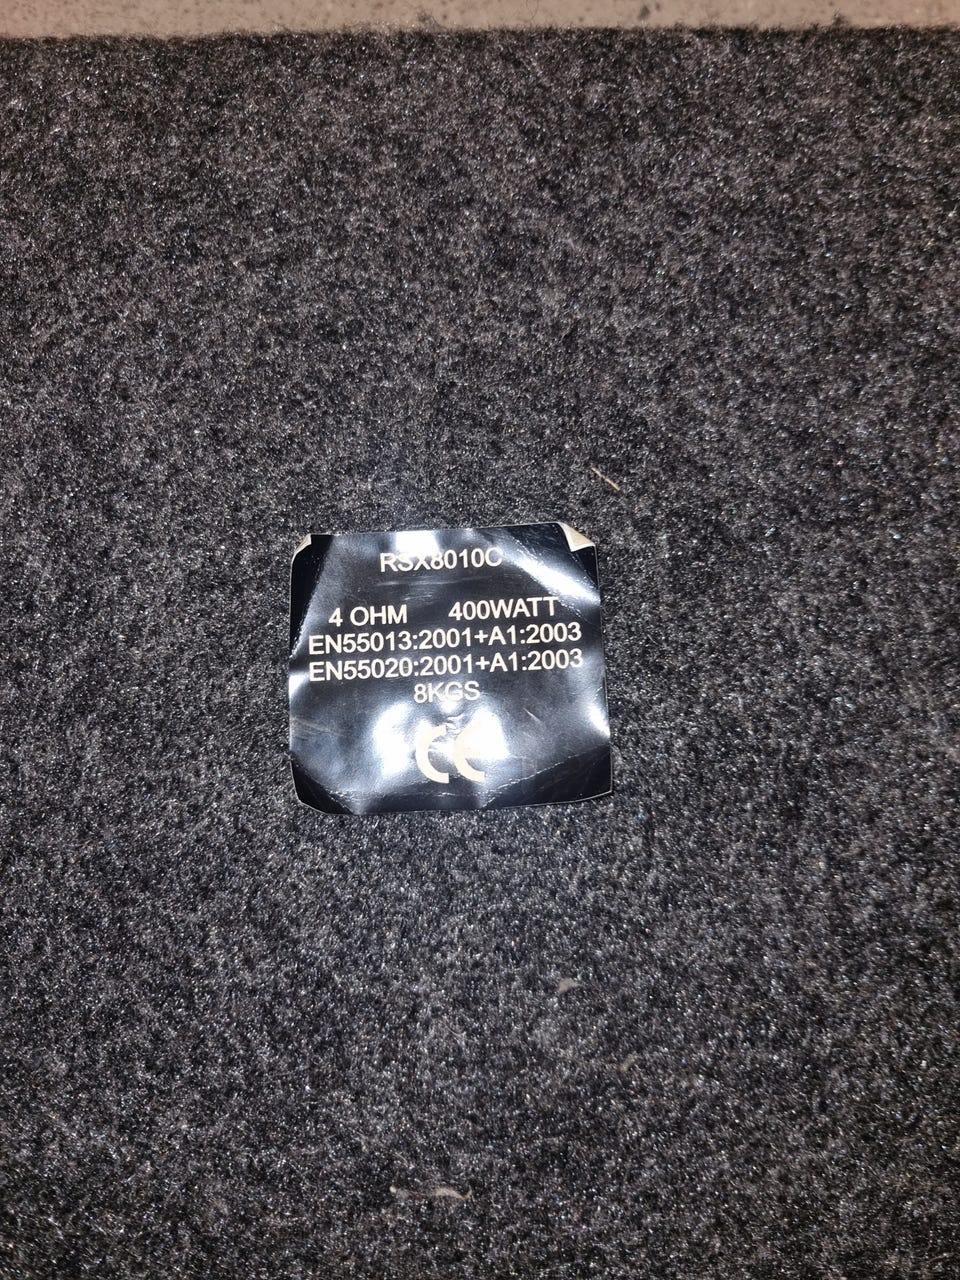 RSX8010C
4 OHM 400WATT
EN55013:2001+A1:2003
EN55020:2001+A1:2003
8KGS
CE